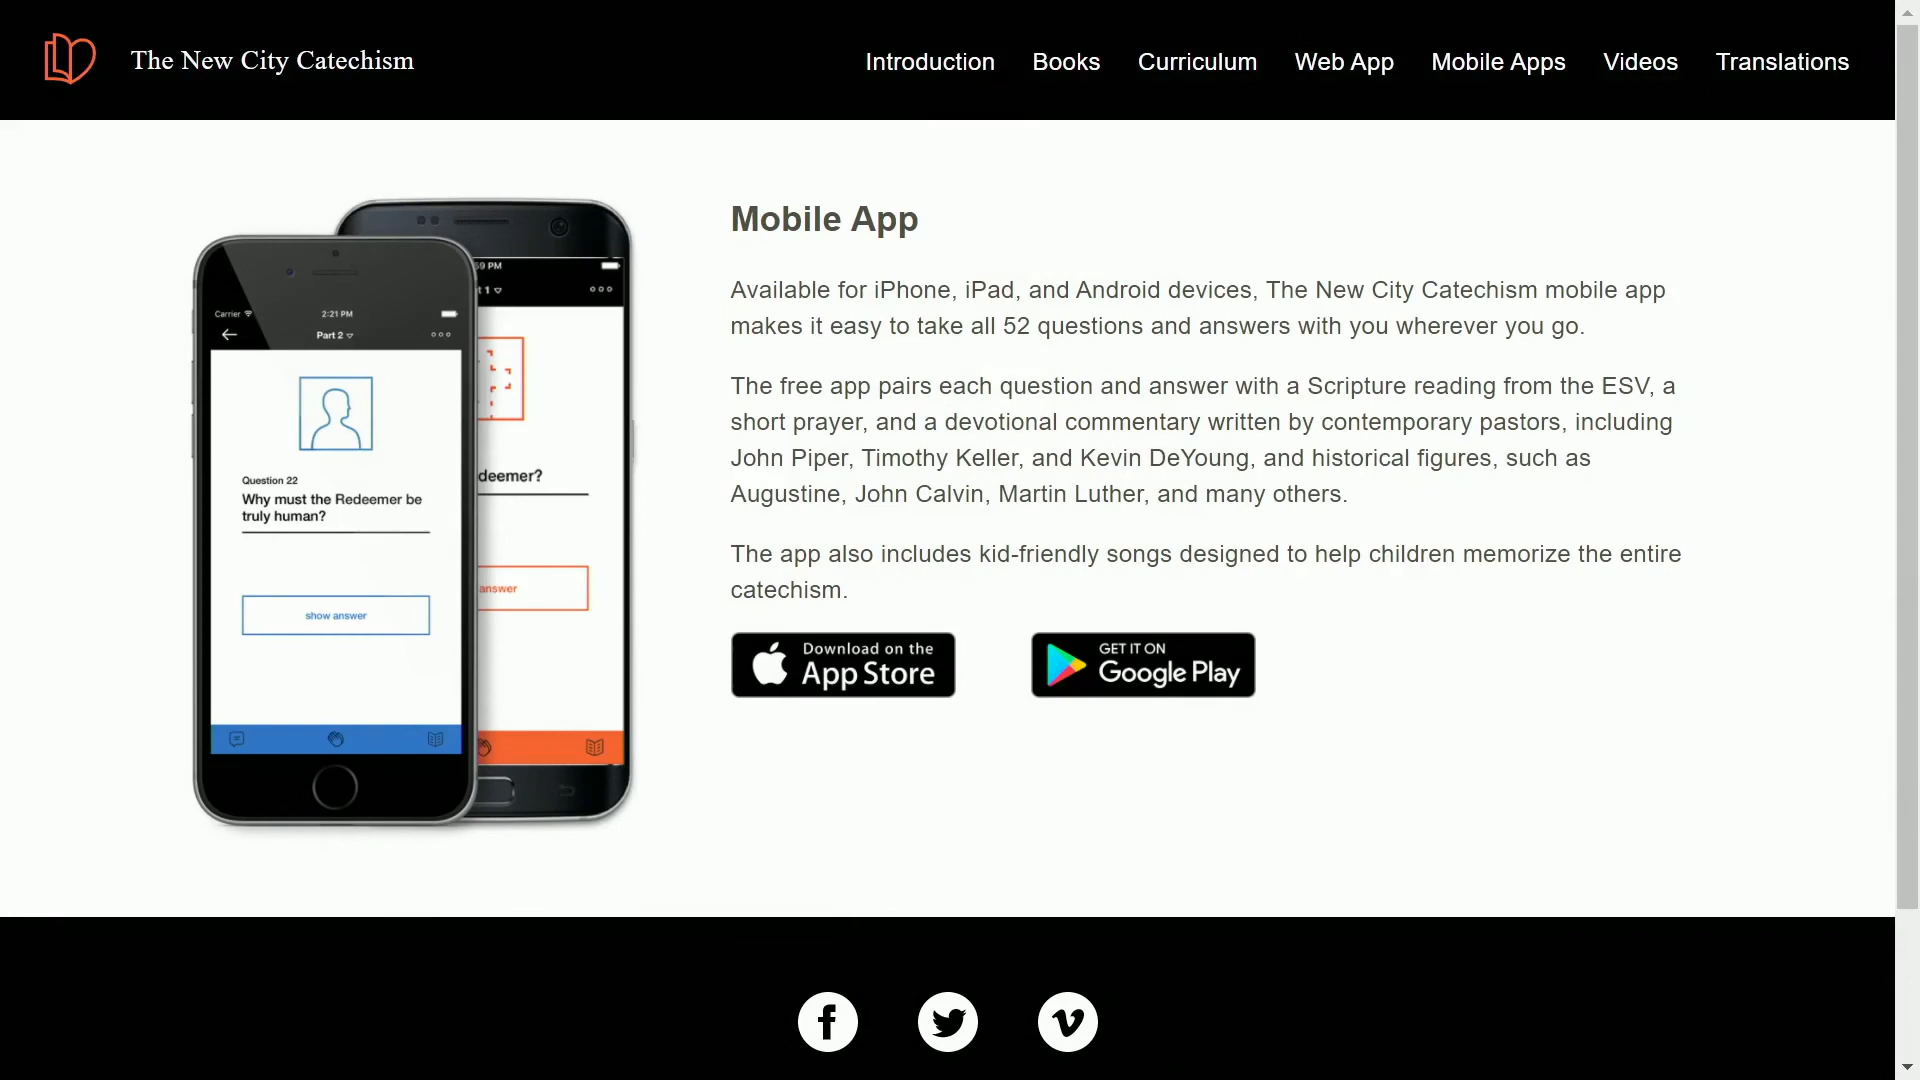 The New City Catechism
Introduction Books Curriculum Web App Mobile Apps Videos Translations
Mobile App
Available for iPhone, iPad, and Android devices, The New City Catechism mobile app
makes it easy to take all 52 questions and answers with you wherever you go.
The free app pairs each question and answer with a Scripture reading from the ESV, a
short prayer, and a devotional commentary written by contemporary pastors, including
John Piper, Timothy Keller, and Kevin DeYoung, and historical figures, such as
Augustine, John Calvin, Martin Luther, and many others.
The app also includes kid-friendly songs designed to help children memorize the entire
catechism.
Download on the
App Store
GET IT ON
Google Play
Carrier 2:21 PM
Part 2
Question 22
Why must the Redeemer be
truly human?
show answer
59 PM
t 1
deemer?
answer